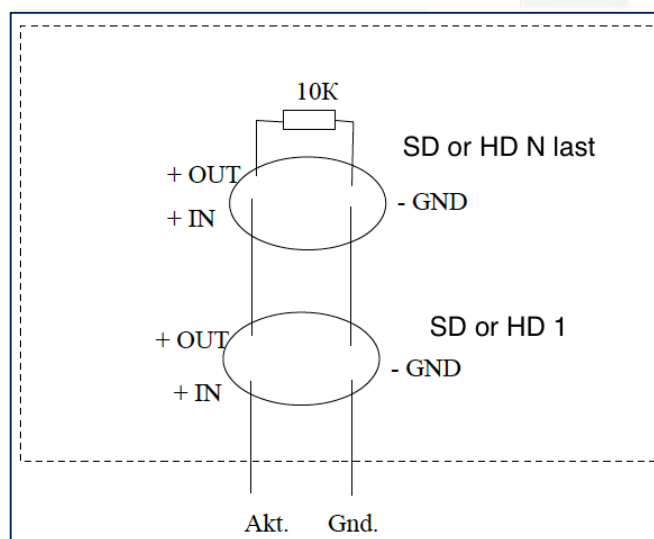 10K
SD or HD N last
+ OUT
- GND
+ IN
SD or HD 1
+ OUT
- GND
+ IN
Akt. Gnd.